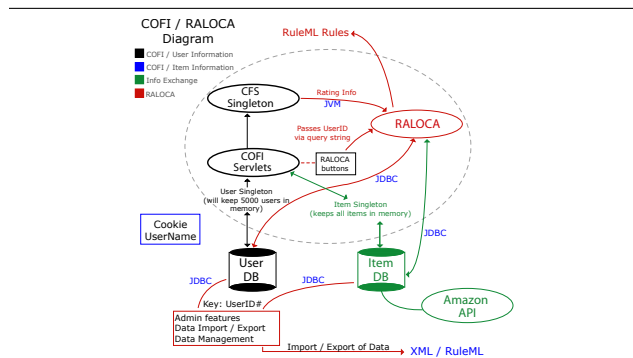 COFI / RALOCA
Diagram
COFI / User Information
COFI / Item Information
Info Exchange
RALOCA
RuleML Rules
CFS
Singleton
Rating Info
JVM
RALOCA
Passes UserID
via query string
COFI
Servlets
RALOCA
buttons
JDBC
User Singleton
(will keep 5000 users in
memory)
Item Singleton
(keeps all items in memory)
Cookie
UserName
JDBC
User
DB
Item
DB
JDBC
JDBC
Amazon
API
Key: UserID#
Admin features
Data Import / Export
Data Management
Import / Export of Data
XML / RuleML